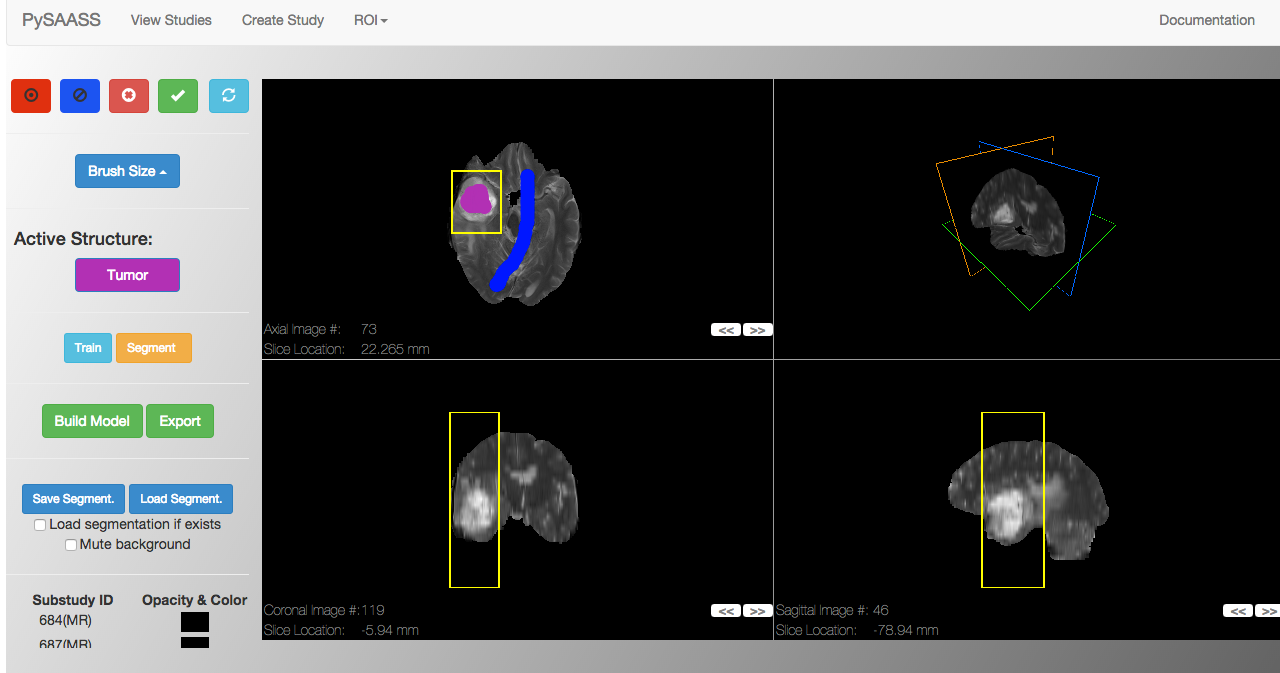 PySAASS View Studies Create Study ROI Documentation
Brush Size
Active Structure:
Tumor
Train Segment
Build Model Export
Save Segment. Load Segment.
Load segmentation if exists
Mute background
Substudy ID Opacity & Color
684(MR)
687(MR)
Axial Image #: 73
Slice Location: 22.265 mm
<< >>
Coronal Image #: 119
Slice Location: -5.94 mm
<< >>
Sagittal Image #: 46
Slice Location: -78.94 mm
<< >>